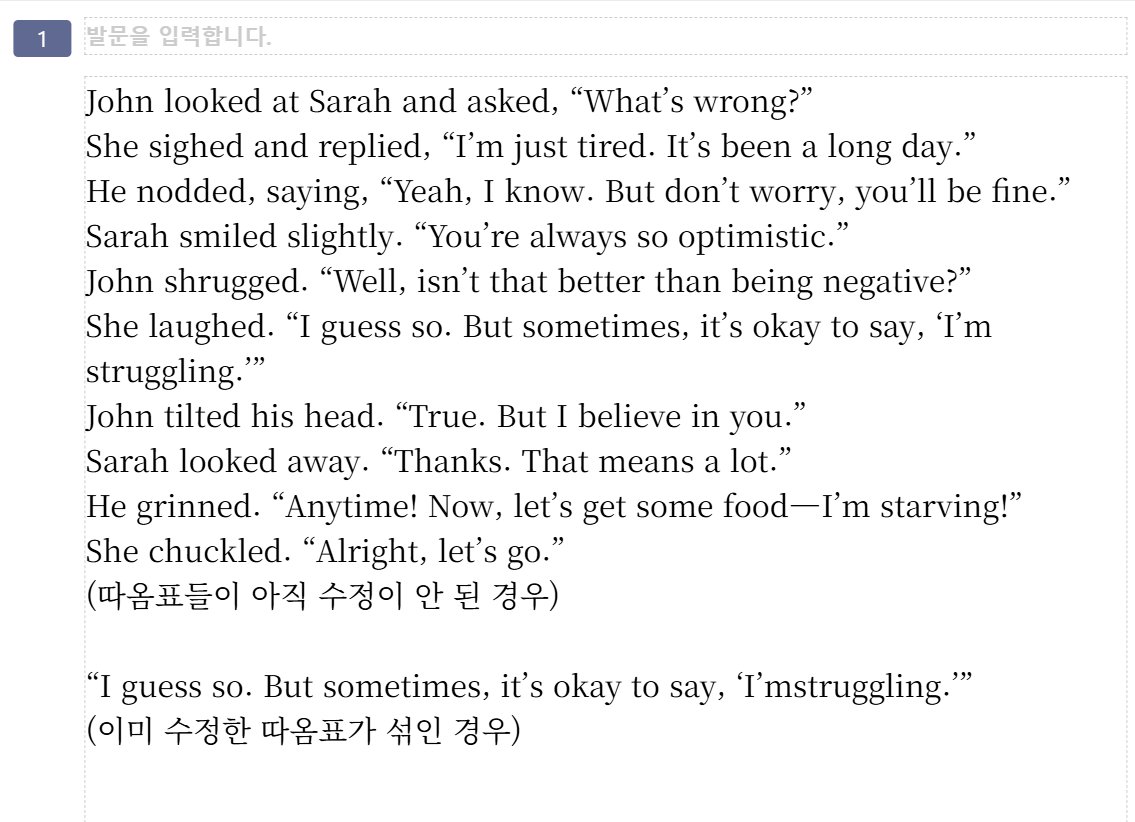 1
발문을 입력합니다.
John looked at Sarah and asked, “What’s wrong?”
She sighed and replied, “I’m just tired. It’s been a long day.”
He nodded, saying, “Yeah, I know. But don’t worry, you’ll be fine.”
Sarah smiled slightly. “You’re always so optimistic.”
John shrugged. “Well, isn’t that better than being negative?”
She laughed. “I guess so. But sometimes, it’s okay to say, ‘I’m
struggling.’”
John tilted his head. “True. But I believe in you.”
Sarah looked away. “Thanks. That means a lot.”
He grinned. “Anytime! Now, let’s get some food—I’m starving!”
She chuckled. “Alright, let’s go.”
(따옴표들이 아직 수정이 안 된 경우)
“I guess so. But sometimes, it’s okay to say, ‘I’mstruggling.’”
(이미 수정한 따옴표가 섞인 경우)